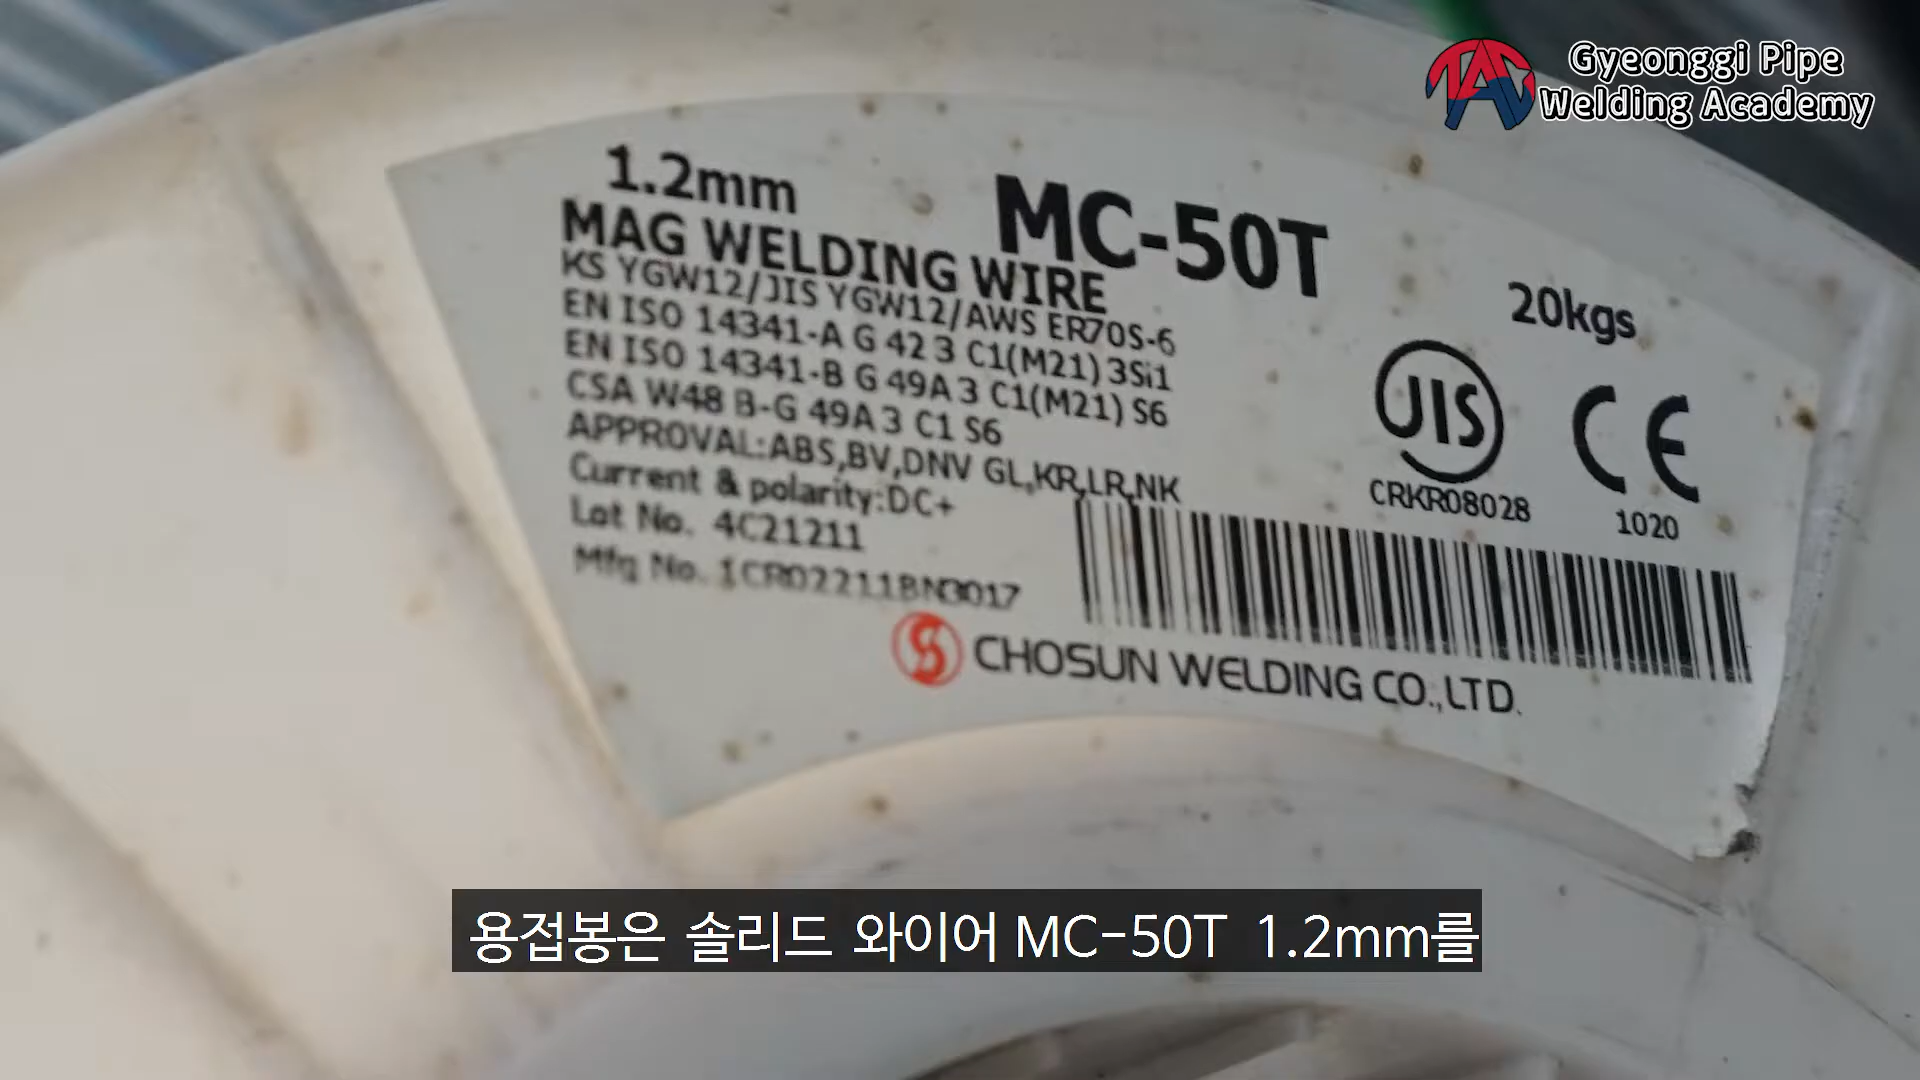 Gyeonggi Pipe
Welding Academy
1.2mm
MC-50T
MAG WELDING WIRE
20kgs
KS YGW12/JIS YGW12/AWS ER70S-6
EN ISO 14341-A G 42 3 C1(M21) 3Si1
EN ISO 14341-B G 49A 3 C1(M21) S6
CSA W48 B-G 49A 3 C1 S6
APPROVAL:ABS,BV,DNV GL,KR,LR,NK
Current & polarity:DC+
Lot No. 4C21211
Mfg No. 1CR02211BN3017
JIS
CRKR08028
CE
1020
CHOSUN WELDING CO.,LTD.
용접봉은 솔리드 와이어 MC-50T 1.2mm를